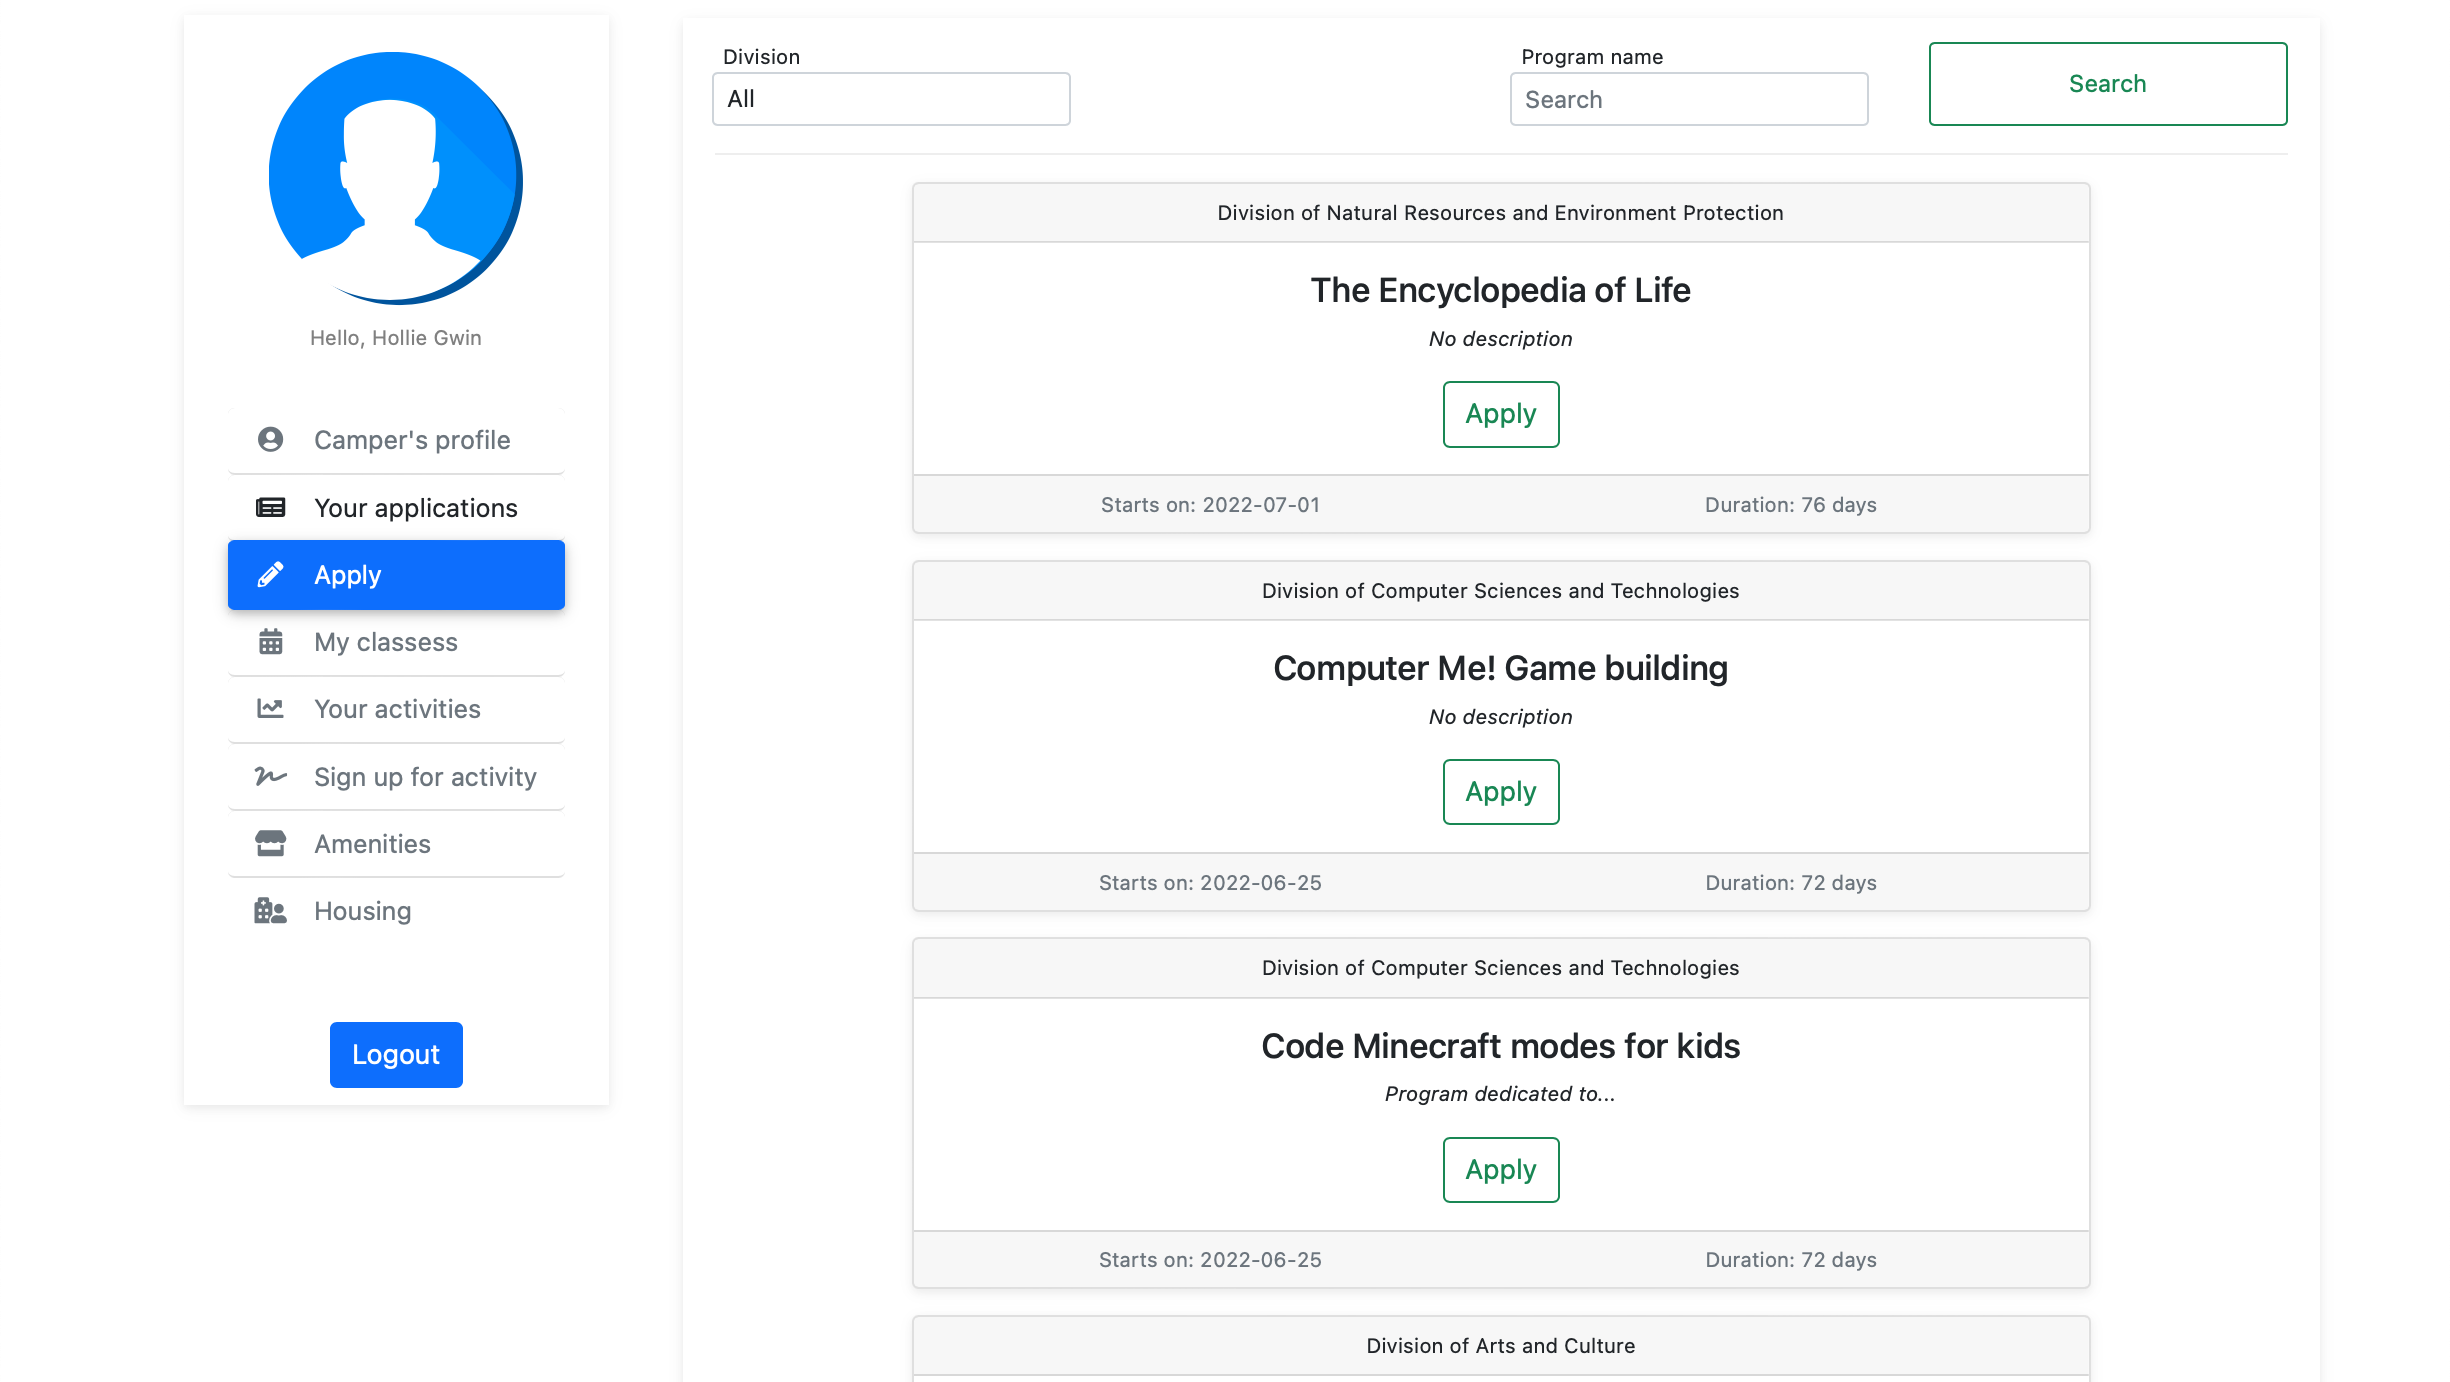 Hello, Hollie Gwin
Camper's profile
Your applications
Apply
My classess
Your activities
Sign up for activity
Amenities
Housing
Logout
Division
All
Program name
Search
Search
Division of Natural Resources and Environment Protection
The Encyclopedia of Life
No description
Apply
Starts on: 2022-07-01
Duration: 76 days
Division of Computer Sciences and Technologies
Computer Me! Game building
No description
Apply
Starts on: 2022-06-25
Duration: 72 days
Division of Computer Sciences and Technologies
Code Minecraft modes for kids
Program dedicated to...
Apply
Starts on: 2022-06-25
Duration: 72 days
Division of Arts and Culture